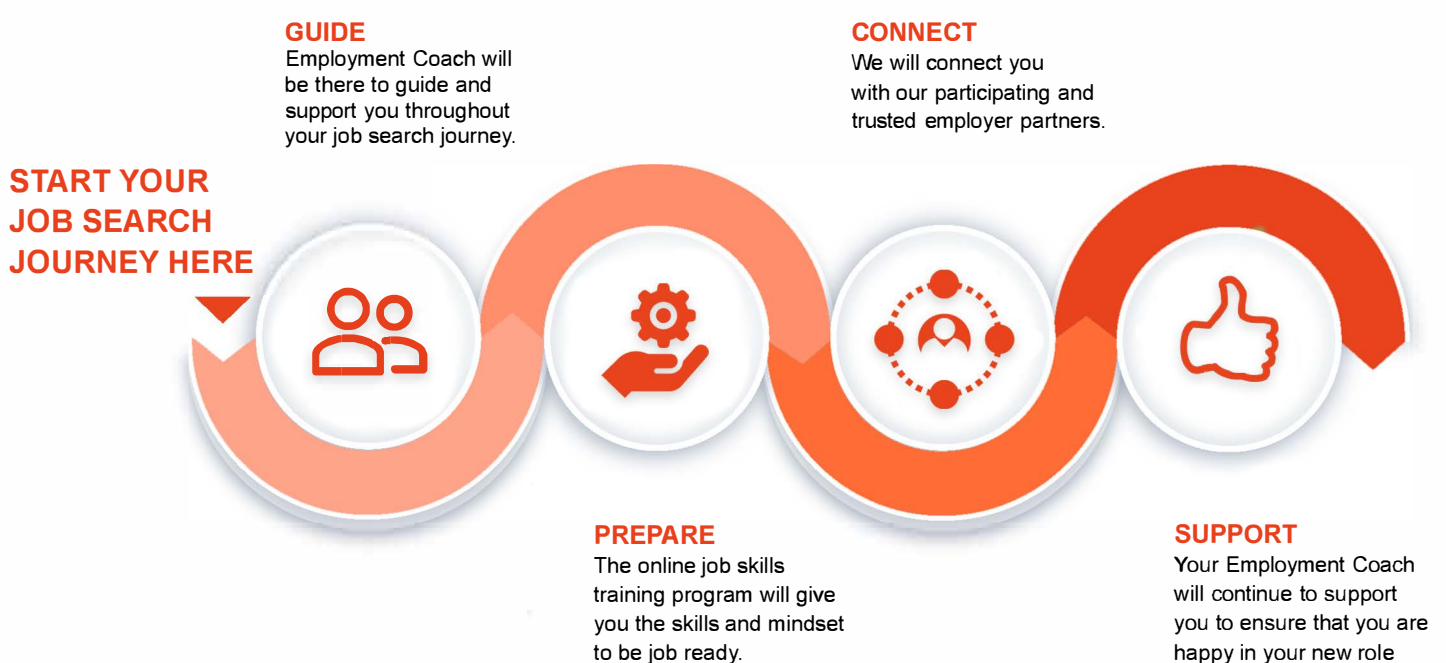 START YOUR
JOB SEARCH
JOURNEY HERE
GUIDE
Employment Coach will
be there to guide and
support you throughout
your job search journey.
PREPARE
The online job skills
training program will give
you the skills and mindset
to be job ready.
CONNECT
We will connect you
with our participating and
trusted employer partners.
SUPPORT
Your Employment Coach
will continue to support
you to ensure that you are
happy in your new role